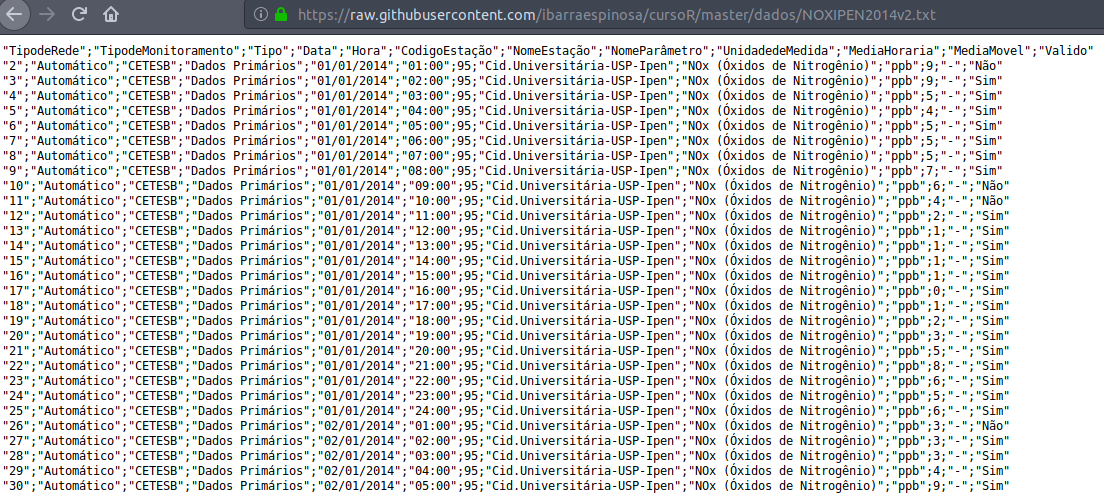 https://raw.githubusercontent.com/ibarraespinosa/cursoR/master/dados/NOXIPEN2014v2.txt
"TipodeRede";"TipodeMonitoramento";"Tipo";"Data";"Hora";"CodigoEstação";"NomeEstação";"NomeParâmetro";"UnidadedeMedida";"MediaHoraria";"MediaMovel";"Valido"
"2";"Automático";"CETESB";"Dados Primários";"01/01/2014";"01:00";95;"Cid.Universitária-USP-Ipen";"NOx (Óxidos de Nitrogênio)";"ppb";9;"-";"Não"
"3";"Automático";"CETESB";"Dados Primários";"01/01/2014";"02:00";95;"Cid.Universitária-USP-Ipen";"NOx (Óxidos de Nitrogênio)";"ppb";9;"-";"Sim"
"4";"Automático";"CETESB";"Dados Primários";"01/01/2014";"03:00";95;"Cid.Universitária-USP-Ipen";"NOx (Óxidos de Nitrogênio)";"ppb";5;"-";"Sim"
"5";"Automático";"CETESB";"Dados Primários";"01/01/2014";"04:00";95;"Cid.Universitária-USP-Ipen";"NOx (Óxidos de Nitrogênio)";"ppb";4;"-";"Sim"
"6";"Automático";"CETESB";"Dados Primários";"01/01/2014";"05:00";95;"Cid.Universitária-USP-Ipen";"NOx (Óxidos de Nitrogênio)";"ppb";5;"-";"Sim"
"7";"Automático";"CETESB";"Dados Primários";"01/01/2014";"06:00";95;"Cid.Universitária-USP-Ipen";"NOx (Óxidos de Nitrogênio)";"ppb";5;"-";"Sim"
"8";"Automático";"CETESB";"Dados Primários";"01/01/2014";"07:00";95;"Cid.Universitária-USP-Ipen";"NOx (Óxidos de Nitrogênio)";"ppb";5;"-";"Sim"
"9";"Automático";"CETESB";"Dados Primários";"01/01/2014";"08:00";95;"Cid.Universitária-USP-Ipen";"NOx (Óxidos de Nitrogênio)";"ppb";7;"-";"Sim"
"10";"Automático";"CETESB";"Dados Primários";"01/01/2014";"09:00";95;"Cid.Universitária-USP-Ipen";"NOx (Óxidos de Nitrogênio)";"ppb";6;"-";"Não"
"11";"Automático";"CETESB";"Dados Primários";"01/01/2014";"10:00";95;"Cid.Universitária-USP-Ipen";"NOx (Óxidos de Nitrogênio)";"ppb";4;"-";"Não"
"12";"Automático";"CETESB";"Dados Primários";"01/01/2014";"11:00";95;"Cid.Universitária-USP-Ipen";"NOx (Óxidos de Nitrogênio)";"ppb";2;"-";"Sim"
"13";"Automático";"CETESB";"Dados Primários";"01/01/2014";"12:00";95;"Cid.Universitária-USP-Ipen";"NOx (Óxidos de Nitrogênio)";"ppb";1;"-";"Sim"
"14";"Automático";"CETESB";"Dados Primários";"01/01/2014";"13:00";95;"Cid.Universitária-USP-Ipen";"NOx (Óxidos de Nitrogênio)";"ppb";1;"-";"Sim"
"15";"Automático";"CETESB";"Dados Primários";"01/01/2014";"14:00";95;"Cid.Universitária-USP-Ipen";"NOx (Óxidos de Nitrogênio)";"ppb";1;"-";"Sim"
"16";"Automático";"CETESB";"Dados Primários";"01/01/2014";"15:00";95;"Cid.Universitária-USP-Ipen";"NOx (Óxidos de Nitrogênio)";"ppb";1;"-";"Sim"
"17";"Automático";"CETESB";"Dados Primários";"01/01/2014";"16:00";95;"Cid.Universitária-USP-Ipen";"NOx (Óxidos de Nitrogênio)";"ppb";0;"-";"Sim"
"18";"Automático";"CETESB";"Dados Primários";"01/01/2014";"17:00";95;"Cid.Universitária-USP-Ipen";"NOx (Óxidos de Nitrogênio)";"ppb";1;"-";"Sim"
"19";"Automático";"CETESB";"Dados Primários";"01/01/2014";"18:00";95;"Cid.Universitária-USP-Ipen";"NOx (Óxidos de Nitrogênio)";"ppb";2;"-";"Sim"
"20";"Automático";"CETESB";"Dados Primários";"01/01/2014";"19:00";95;"Cid.Universitária-USP-Ipen";"NOx (Óxidos de Nitrogênio)";"ppb";3;"-";"Sim"
"21";"Automático";"CETESB";"Dados Primários";"01/01/2014";"20:00";95;"Cid.Universitária-USP-Ipen";"NOx (Óxidos de Nitrogênio)";"ppb";5;"-";"Sim"
"22";"Automático";"CETESB";"Dados Primários";"01/01/2014";"21:00";95;"Cid.Universitária-USP-Ipen";"NOx (Óxidos de Nitrogênio)";"ppb";8;"-";"Sim"
"23";"Automático";"CETESB";"Dados Primários";"01/01/2014";"22:00";95;"Cid.Universitária-USP-Ipen";"NOx (Óxidos de Nitrogênio)";"ppb";6;"-";"Sim"
"24";"Automático";"CETESB";"Dados Primários";"01/01/2014";"23:00";95;"Cid.Universitária-USP-Ipen";"NOx (Óxidos de Nitrogênio)";"ppb";5;"-";"Sim"
"25";"Automático";"CETESB";"Dados Primários";"01/01/2014";"24:00";95;"Cid.Universitária-USP-Ipen";"NOx (Óxidos de Nitrogênio)";"ppb";6;"-";"Sim"
"26";"Automático";"CETESB";"Dados Primários";"02/01/2014";"01:00";95;"Cid.Universitária-USP-Ipen";"NOx (Óxidos de Nitrogênio)";"ppb";3;"-";"Não"
"27";"Automático";"CETESB";"Dados Primários";"02/01/2014";"02:00";95;"Cid.Universitária-USP-Ipen";"NOx (Óxidos de Nitrogênio)";"ppb";3;"-";"Sim"
"28";"Automático";"CETESB";"Dados Primários";"02/01/2014";"03:00";95;"Cid.Universitária-USP-Ipen";"NOx (Óxidos de Nitrogênio)";"ppb";3;"-";"Sim"
"29";"Automático";"CETESB";"Dados Primários";"02/01/2014";"04:00";95;"Cid.Universitária-USP-Ipen";"NOx (Óxidos de Nitrogênio)";"ppb";4;"-";"Sim"
"30";"Automático";"CETESB";"Dados Primários";"02/01/2014";"05:00";95;"Cid.Universitária-USP-Ipen";"NOx (Óxidos de Nitrogênio)";"ppb";9;"-";"Sim"